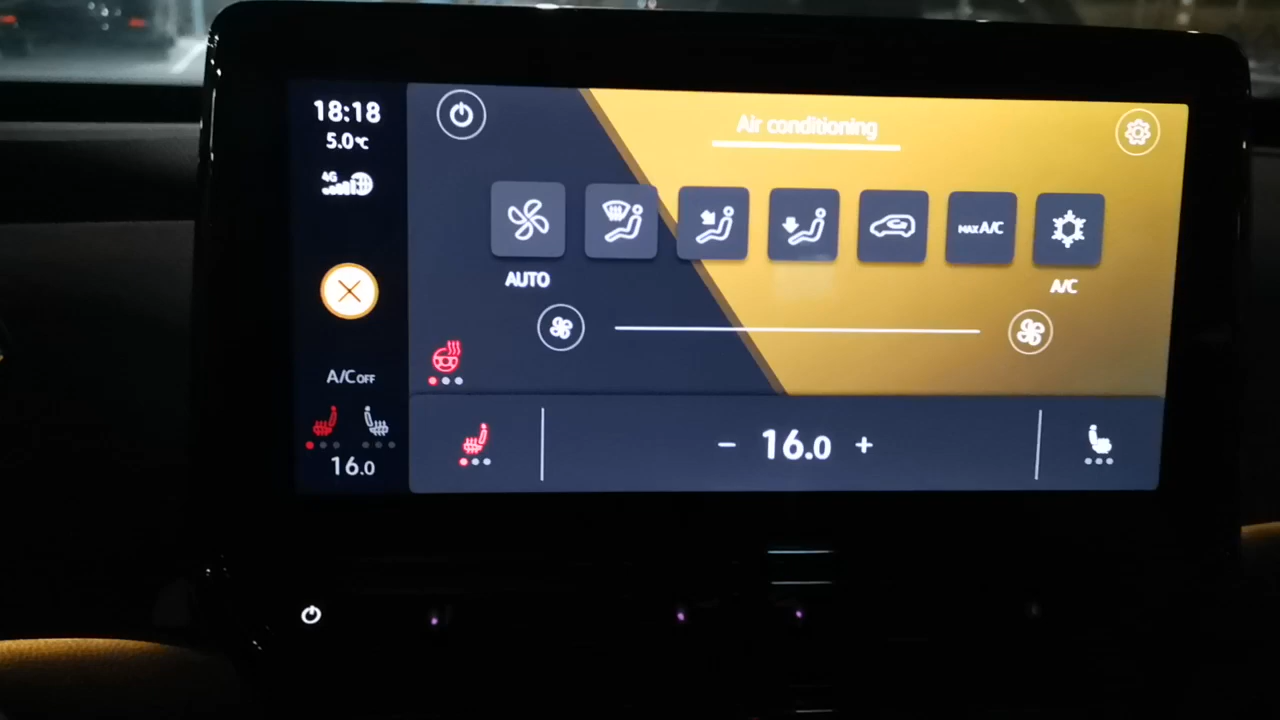 18:18
5.0°C
4G
Air conditioning
MAX A/C
AUTO
A/C
A/C OFF
16.0
- 16.0 +